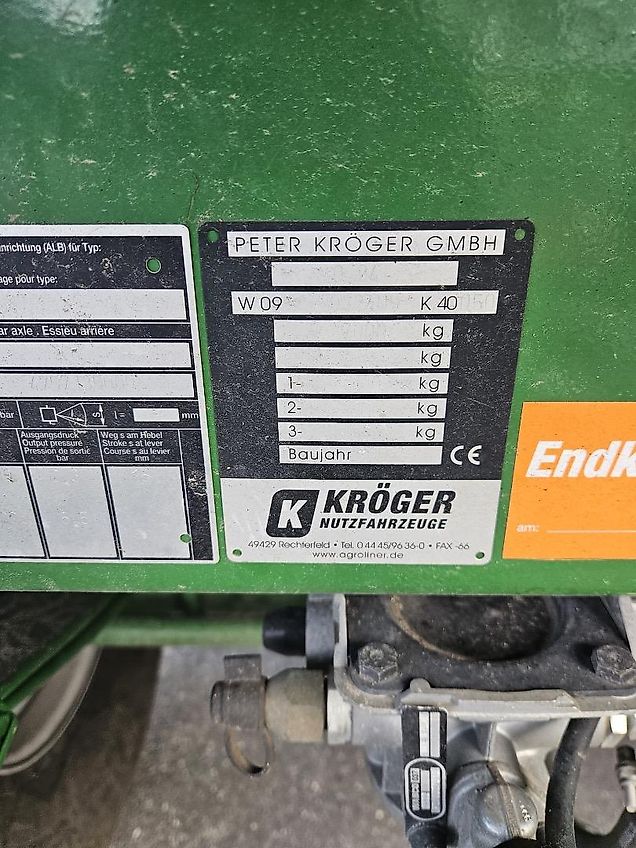 nrichtung (ALB) für Typ:
age pour type:
ar axle . Essieu arrière
bar
l =
mm
Ausgangsdruck
Output pressure
Pression de sortie
bar
Weg s am Hebel
Stroke s at lever
Course s au levier
mm
PETER KRÖGER GMBH
W 09 K 40
kg
kg
1- kg
2- kg
3- kg
Baujahr CE
K KRÖGER
NUTZFAHRZEUGE
49429 Rechterfeld • Tel. 0 44 45/96 36-0 • FAX -66
www.agroliner.de
EndK
am: